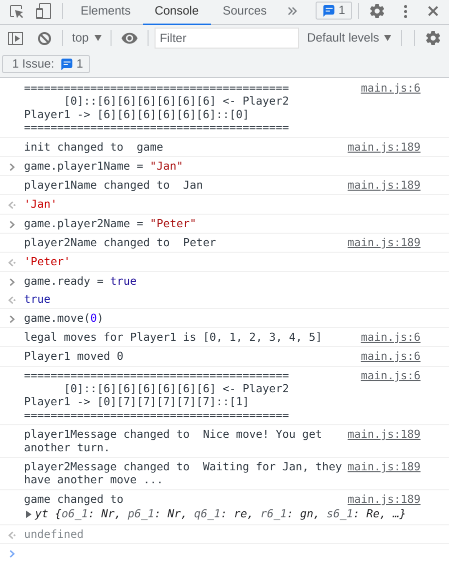 Elements Console Sources » 1
top ▼ Filter Default levels ▼
1 Issue: 1
======================================== main.js:6
[0]::[6][6][6][6][6][6] <- Player2
Player1 -> [6][6][6][6][6][6]::[0]
========================================
init changed to  game main.js:189
> game.player1Name = "Jan"
player1Name changed to  Jan main.js:189
'Jan'
> game.player2Name = "Peter"
player2Name changed to  Peter main.js:189
'Peter'
> game.ready = true
true
> game.move(0)
legal moves for Player1 is [0, 1, 2, 3, 4, 5] main.js:6
Player1 moved 0 main.js:6
======================================== main.js:6
[0]::[6][6][6][6][6][6] <- Player2
Player1 -> [0][7][7][7][7][7]::[1]
========================================
player1Message changed to  Nice move! You get main.js:189
another turn.
player2Message changed to  Waiting for Jan, they main.js:189
have another move ...
game changed to main.js:189
▶ yt {o6_1: Nr, p6_1: Nr, q6_1: re, r6_1: gn, s6_1: Re, …}
undefined
>